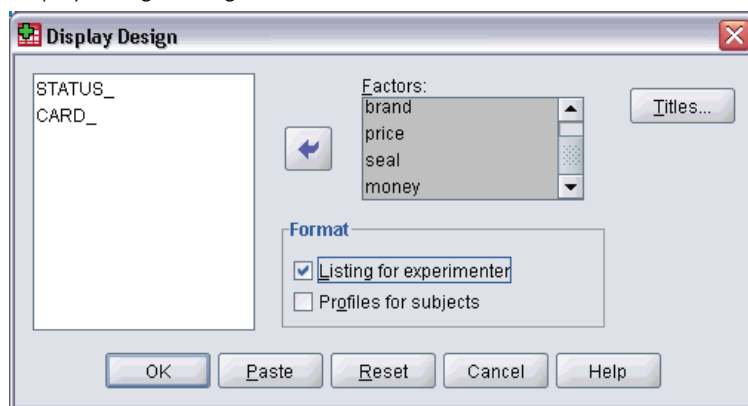 Display Design
STATUS_
CARD_
Factors:
brand
price
seal
money
Titles...
Format
Listing for experimenter
Profiles for subjects
OK
Paste
Reset
Cancel
Help